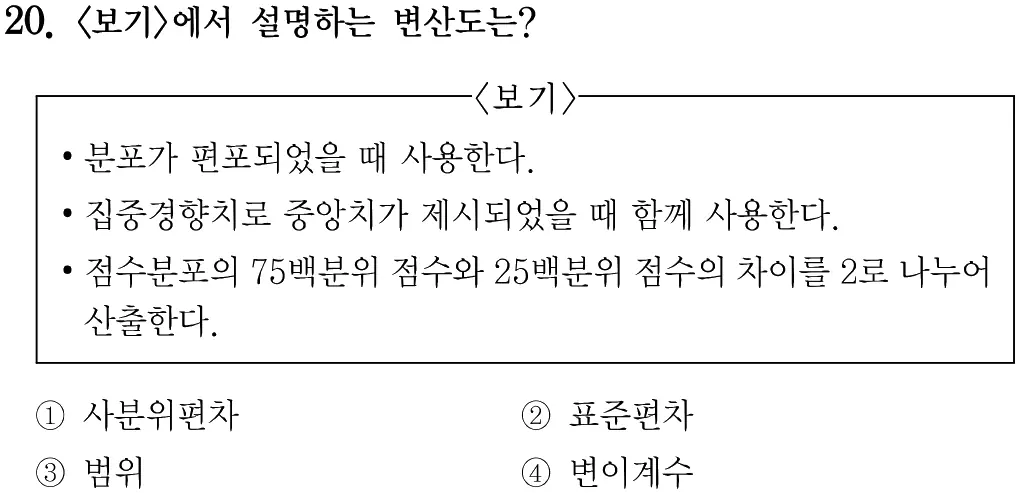 20. 〈보기〉에서 설명하는 변산도는?
〈보기〉
• 분포가 편포되었을 때 사용한다.
• 집중경향치로 중앙치가 제시되었을 때 함께 사용한다.
• 점수분포의 75백분위 점수와 25백분위 점수의 차이를 2로 나누어
산출한다.
① 사분위편차 ② 표준편차
③ 범위 ④ 변이계수